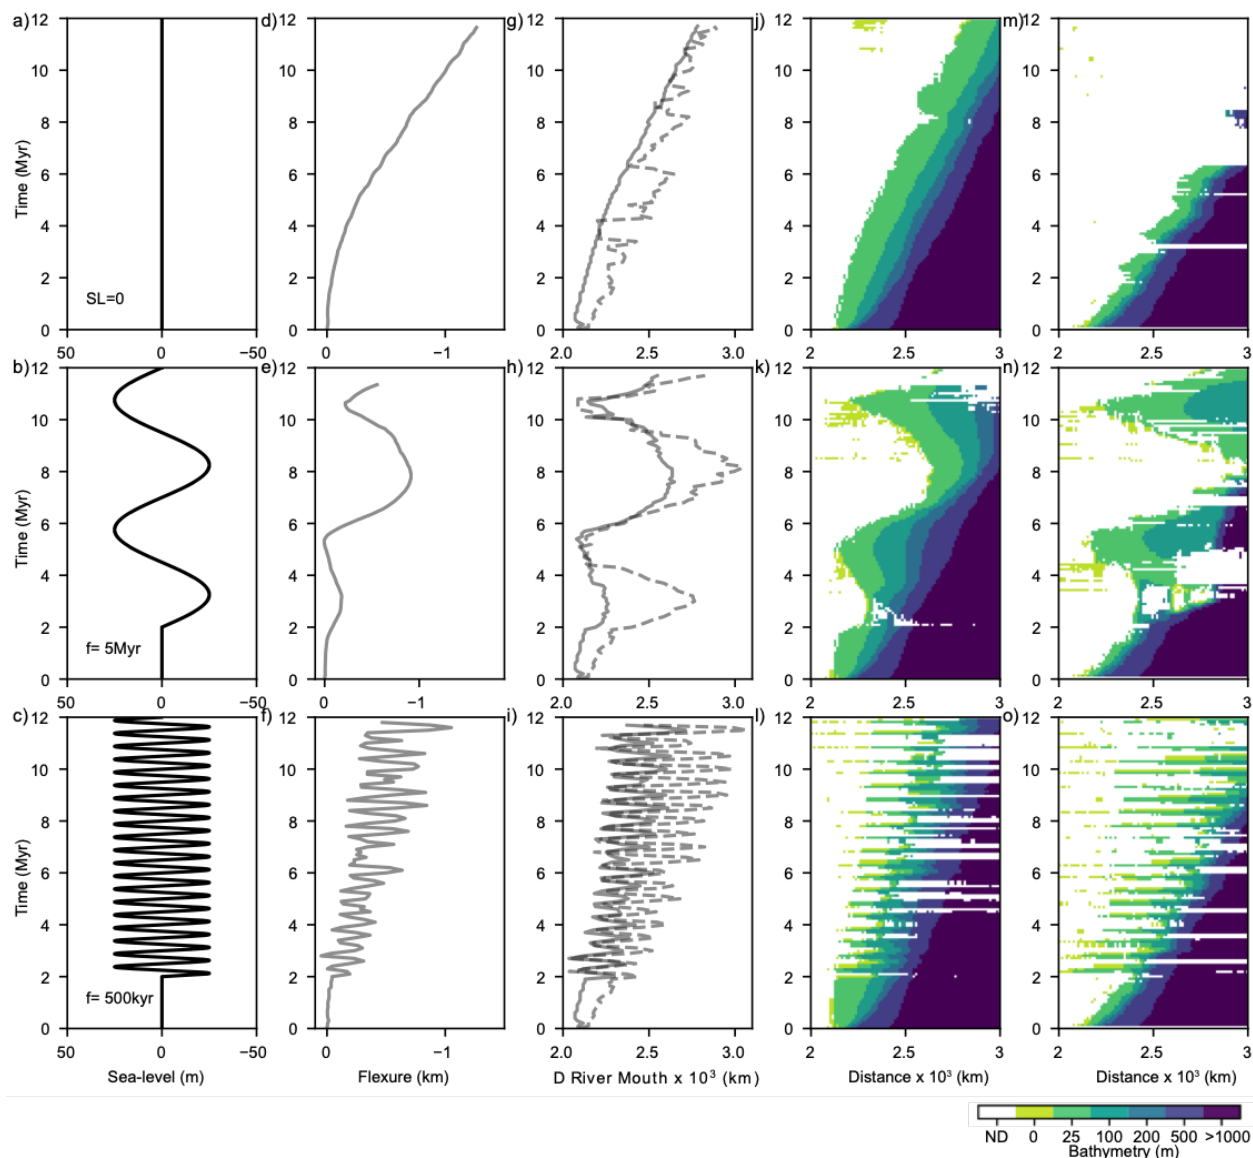 a) d) g) j) m)
12 12 12 12 12
10 10 10 10 10
8 8 8 8 8
Time (Myr)
6 6 6 6 6
4 4 4 4 4
2 2 2 2 2
SL=0
0 0 0 0 0
50 0 −50 0 −1 2.0 2.5 3.0 2 2.5 3 2 2.5 3
b) e) h) k) n)
12 12 12 12 12
10 10 10 10 10
8 8 8 8 8
Time (Myr)
6 6 6 6 6
4 4 4 4 4
2 2 2 2 2
f= 5Myr
0 0 0 0 0
50 0 −50 0 −1 2.0 2.5 3.0 2 2.5 3 2 2.5 3
c) f) i) l) o)
12 12 12 12 12
10 10 10 10 10
8 8 8 8 8
Time (Myr)
6 6 6 6 6
4 4 4 4 4
2 2 2 2 2
f= 500kyr
0 0 0 0 0
50 0 −50 0 −1 2.0 2.5 3.0 2 2.5 3 2 2.5 3
Sea-level (m) Flexure (km) D River Mouth x 10³ (km) Distance x 10³ (km) Distance x 10³ (km)
ND 0 25 100 200 500 >1000
Bathymetry (m)